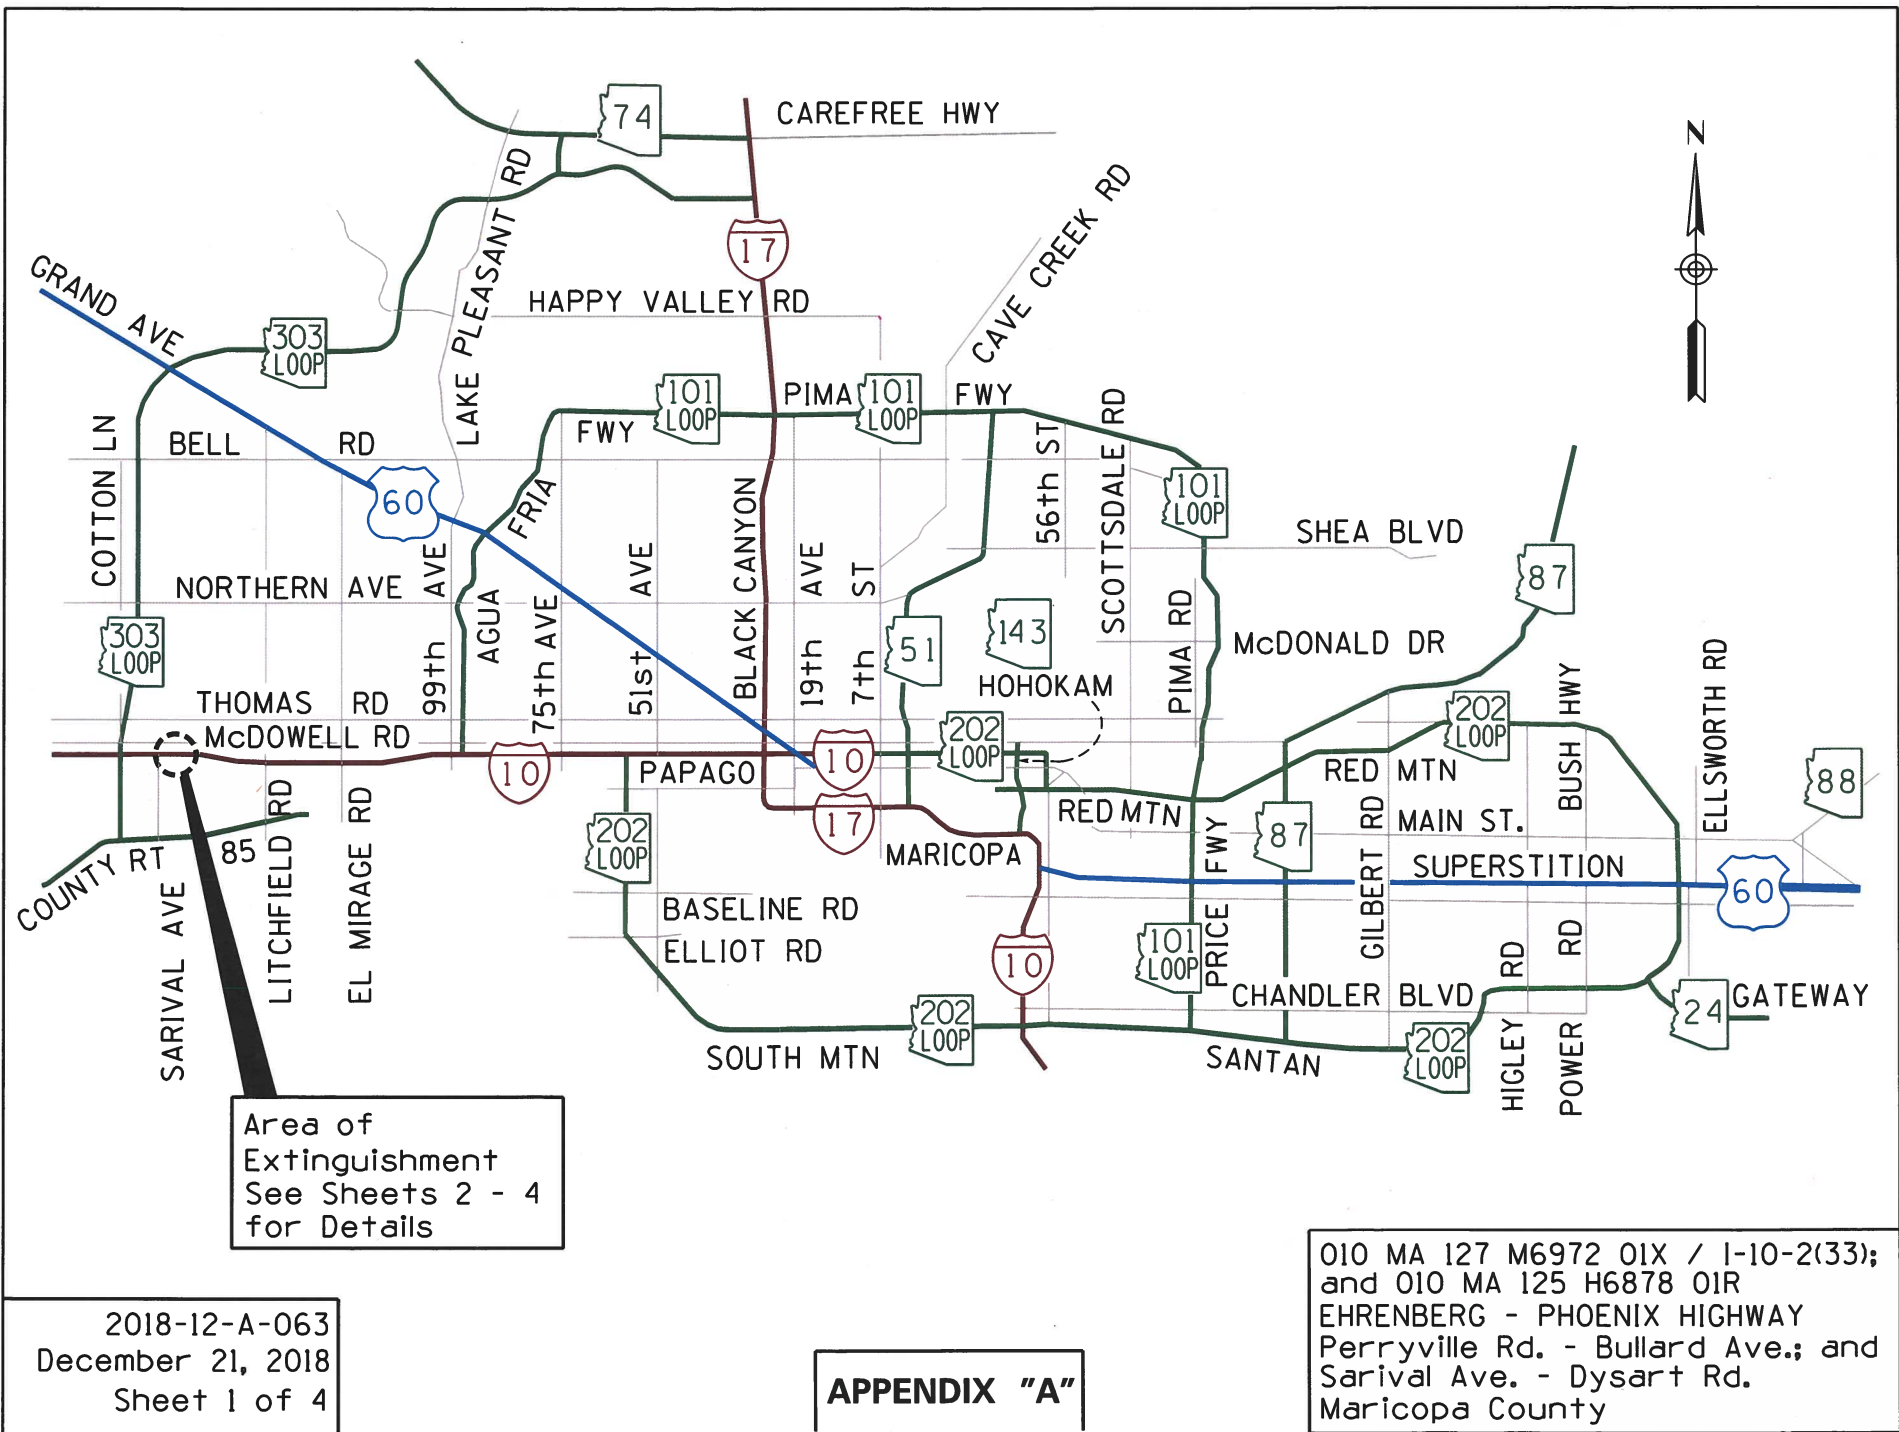 74
CAREFREE HWY
N
LAKE PLEASANT RD
17
CAVE CREEK RD
GRAND AVE
HAPPY VALLEY RD
303
LOOP
101
LOOP
PIMA
101
LOOP
FWY
FWY
COTTON LN
BELL RD
60
AGUA FRIA
BLACK CANYON
56th ST
SCOTTSDALE RD
101
LOOP
SHEA BLVD
87
NORTHERN AVE
99th AVE
75th AVE
51st AVE
19th AVE
7th ST
303
LOOP
51
143
HOHOKAM
PIMA RD
McDONALD DR
THOMAS RD
McDOWELL RD
10
PAPAGO
10
202
LOOP
202
LOOP
RED MTN
BUSH HWY
ELLSWORTH RD
88
17
RED MTN
87
GILBERT RD
MAIN ST.
202
LOOP
MARICOPA
SUPERSTITION
60
COUNTY RT 85
SARIVAL AVE
LITCHFIELD RD
EL MIRAGE RD
BASELINE RD
ELLIOT RD
10
101
LOOP
PRICE FWY
CHANDLER BLVD
HIGLEY RD
POWER RD
24
GATEWAY
202
LOOP
SOUTH MTN
SANTAN
202
LOOP
Area of
Extinguishment
See Sheets 2 - 4
for Details
2018-12-A-063
December 21, 2018
Sheet 1 of 4
APPENDIX "A"
010 MA 127 M6972 01X / I-10-2(33);
and 010 MA 125 H6878 01R
EHRENBERG - PHOENIX HIGHWAY
Perryville Rd. - Bullard Ave.; and
Sarival Ave. - Dysart Rd.
Maricopa County